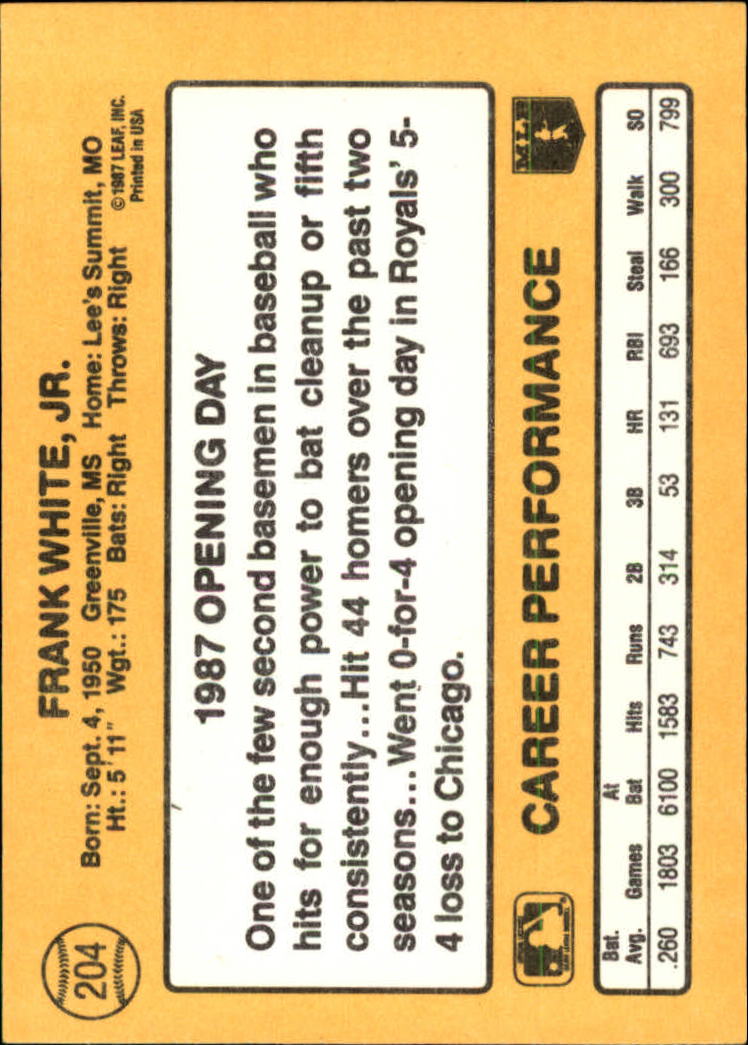 204
FRANK WHITE, JR.
Born: Sept. 4, 1950 Greenville, MS Home: Lee's Summit, MO
Ht.: 5'11" Wgt.: 175 Bats: Right Throws: Right
©1987 LEAF, INC.
Printed in USA
1987 OPENING DAY
One of the few second basemen in baseball who
hits for enough power to bat cleanup or fifth
consistently...Hit 44 homers over the past two
seasons...Went 0-for-4 opening day in Royals' 5-
4 loss to Chicago.
CAREER PERFORMANCE
MLB
Bat. Avg. Games At Bat Hits Runs 2B 3B HR RBI Steal Walk SO
.260 1803 6100 1583 743 314 53 131 693 166 300 799